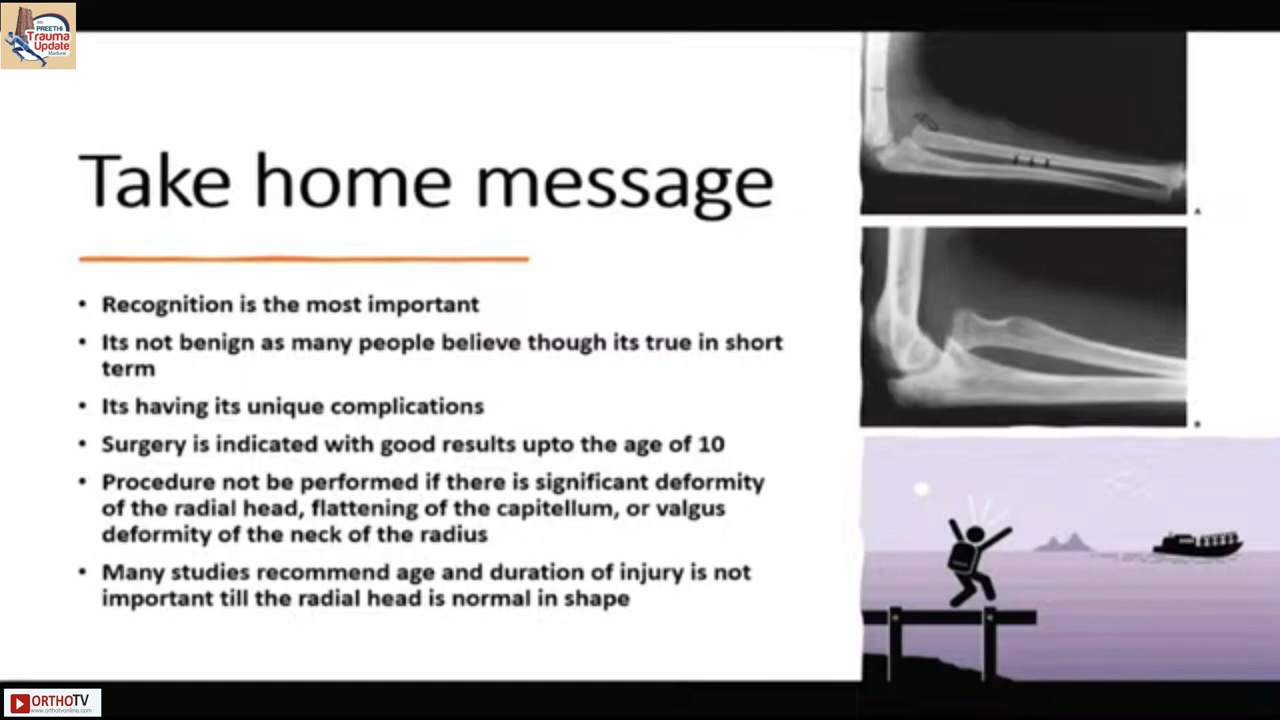 PREETHI
Trauma
Update
Madurai
Take home message
• Recognition is the most important
• Its not benign as many people believe though its true in short
term
• Its having its unique complications
• Surgery is indicated with good results upto the age of 10
• Procedure not be performed if there is significant deformity
of the radial head, flattening of the capitellum, or valgus
deformity of the neck of the radius
• Many studies recommend age and duration of injury is not
important till the radial head is normal in shape
A
ORTHOTV
www.orthotvonline.com